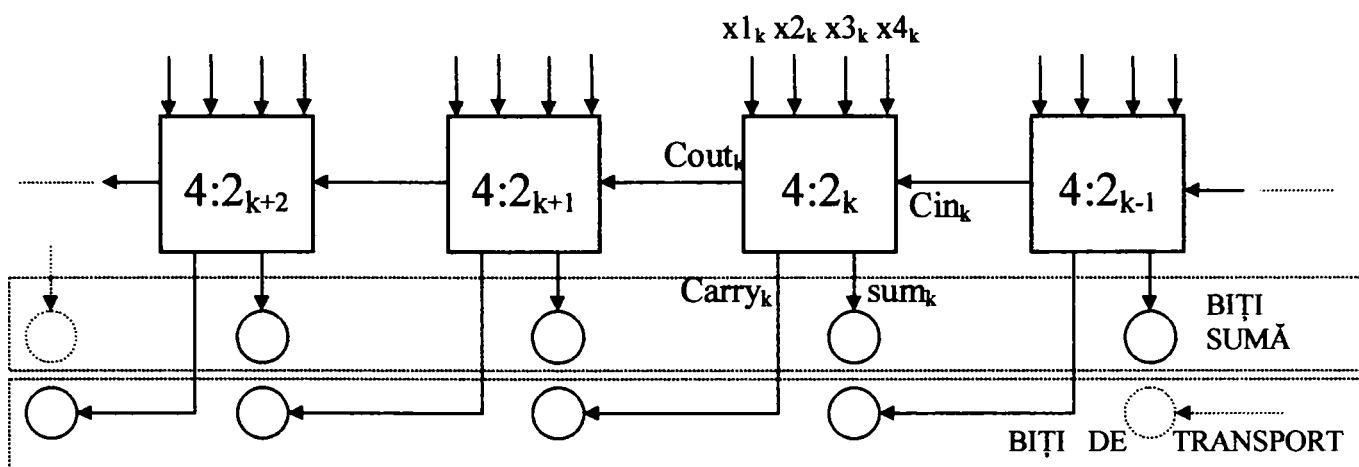 x1ₖ x2ₖ x3ₖ x4ₖ
4:2ₖ₊₂
4:2ₖ₊₁
Coutₖ
4:2ₖ
Cinₖ
4:2ₖ₋₁
Carryₖ
sumₖ
BIȚI
SUMĂ
BIȚI DE TRANSPORT